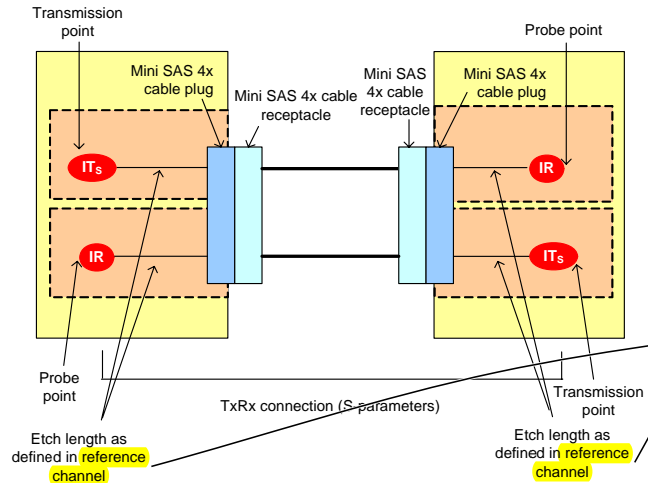 Transmission
point
Probe point
Mini SAS 4x
cable plug
Mini SAS 4x cable
receptacle
Mini SAS
4x cable
receptacle
Mini SAS 4x
cable plug
ITS
IR
IR
ITS
Probe
point
TxRx connection (S-parameters)
Transmission
point
Etch length as
defined in reference
channel
Etch length as
defined in reference
channel